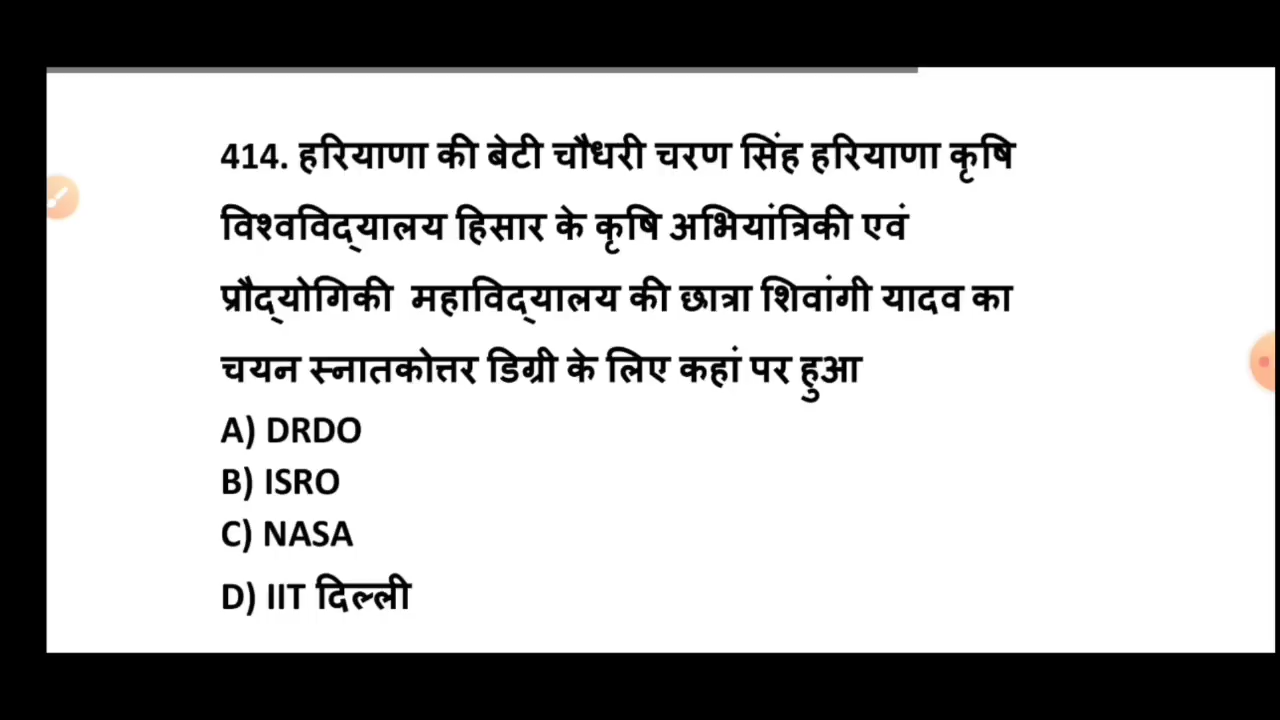 414. हरियाणा की बेटी चौधरी चरण सिंह हरियाणा कृषि
विश्वविद्यालय हिसार के कृषि अभियांत्रिकी एवं
प्रौद्योगिकी महाविद्यालय की छात्रा शिवांगी यादव का
चयन स्नातकोत्तर डिग्री के लिए कहां पर हुआ
A) DRDO
B) ISRO
C) NASA
D) IIT दिल्ली